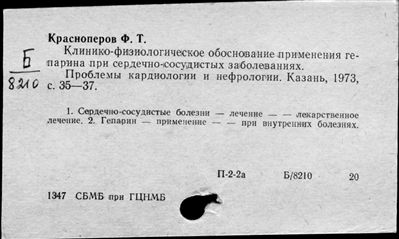 Красноперов Ф. Т.
Клинико-физиологическое обоснование применения ге-
парина при сердечно-сосудистых заболеваниях.
Б
8210
Проблемы кардиологии и нефрологии. Казань, 1973,
с. 35—37.
1. Сердечно-сосудистые болезни — лечение — — лекарственное
лечение. 2. Гепарин — применение — — при внутренних болезнях.
П-2-2а Б/8210 20
1347 СБМБ при ГЦНМБ